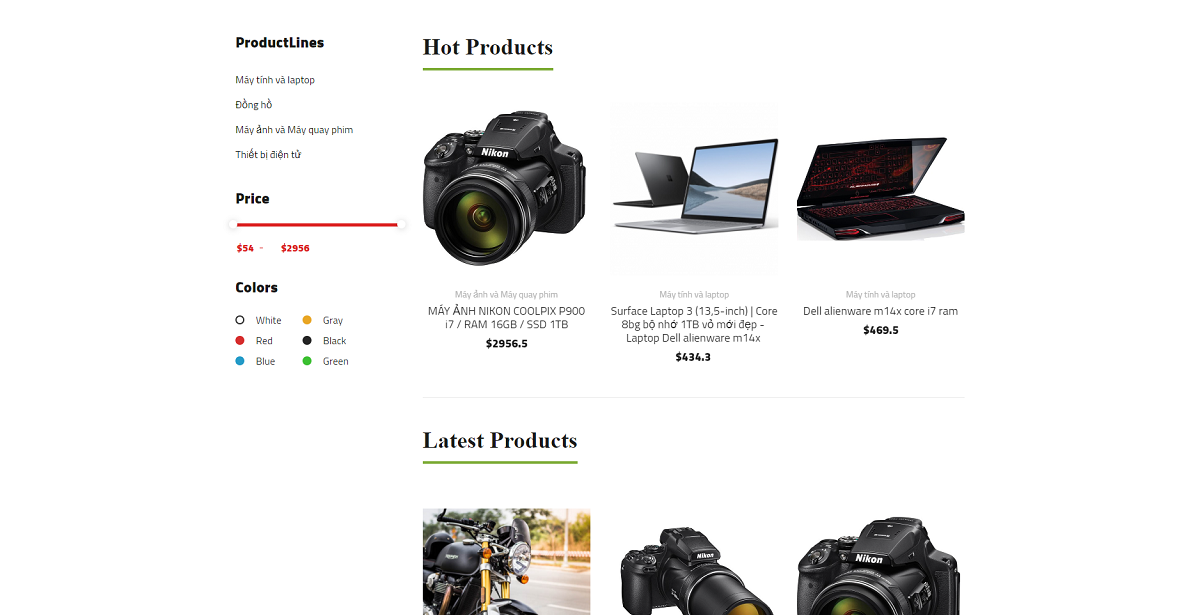 ProductLines
Máy tính và laptop
Đồng hồ
Máy ảnh và Máy quay phim
Thiết bị điện tử
Price
$54 - $2956
Colors
White
Gray
Red
Black
Blue
Green
Hot Products
Nikon
Máy ảnh và Máy quay phim
MÁY ẢNH NIKON COOLPIX P900
i7 / RAM 16GB / SSD 1TB
$2956.5
Máy tính và laptop
Surface Laptop 3 (13,5-inch) | Core
8bg bộ nhớ 1TB vỏ mới đẹp -
Laptop Dell alienware m14x
$434.3
Máy tính và laptop
Dell alienware m14x core i7 ram
$469.5
Latest Products
Nikon
Nikon